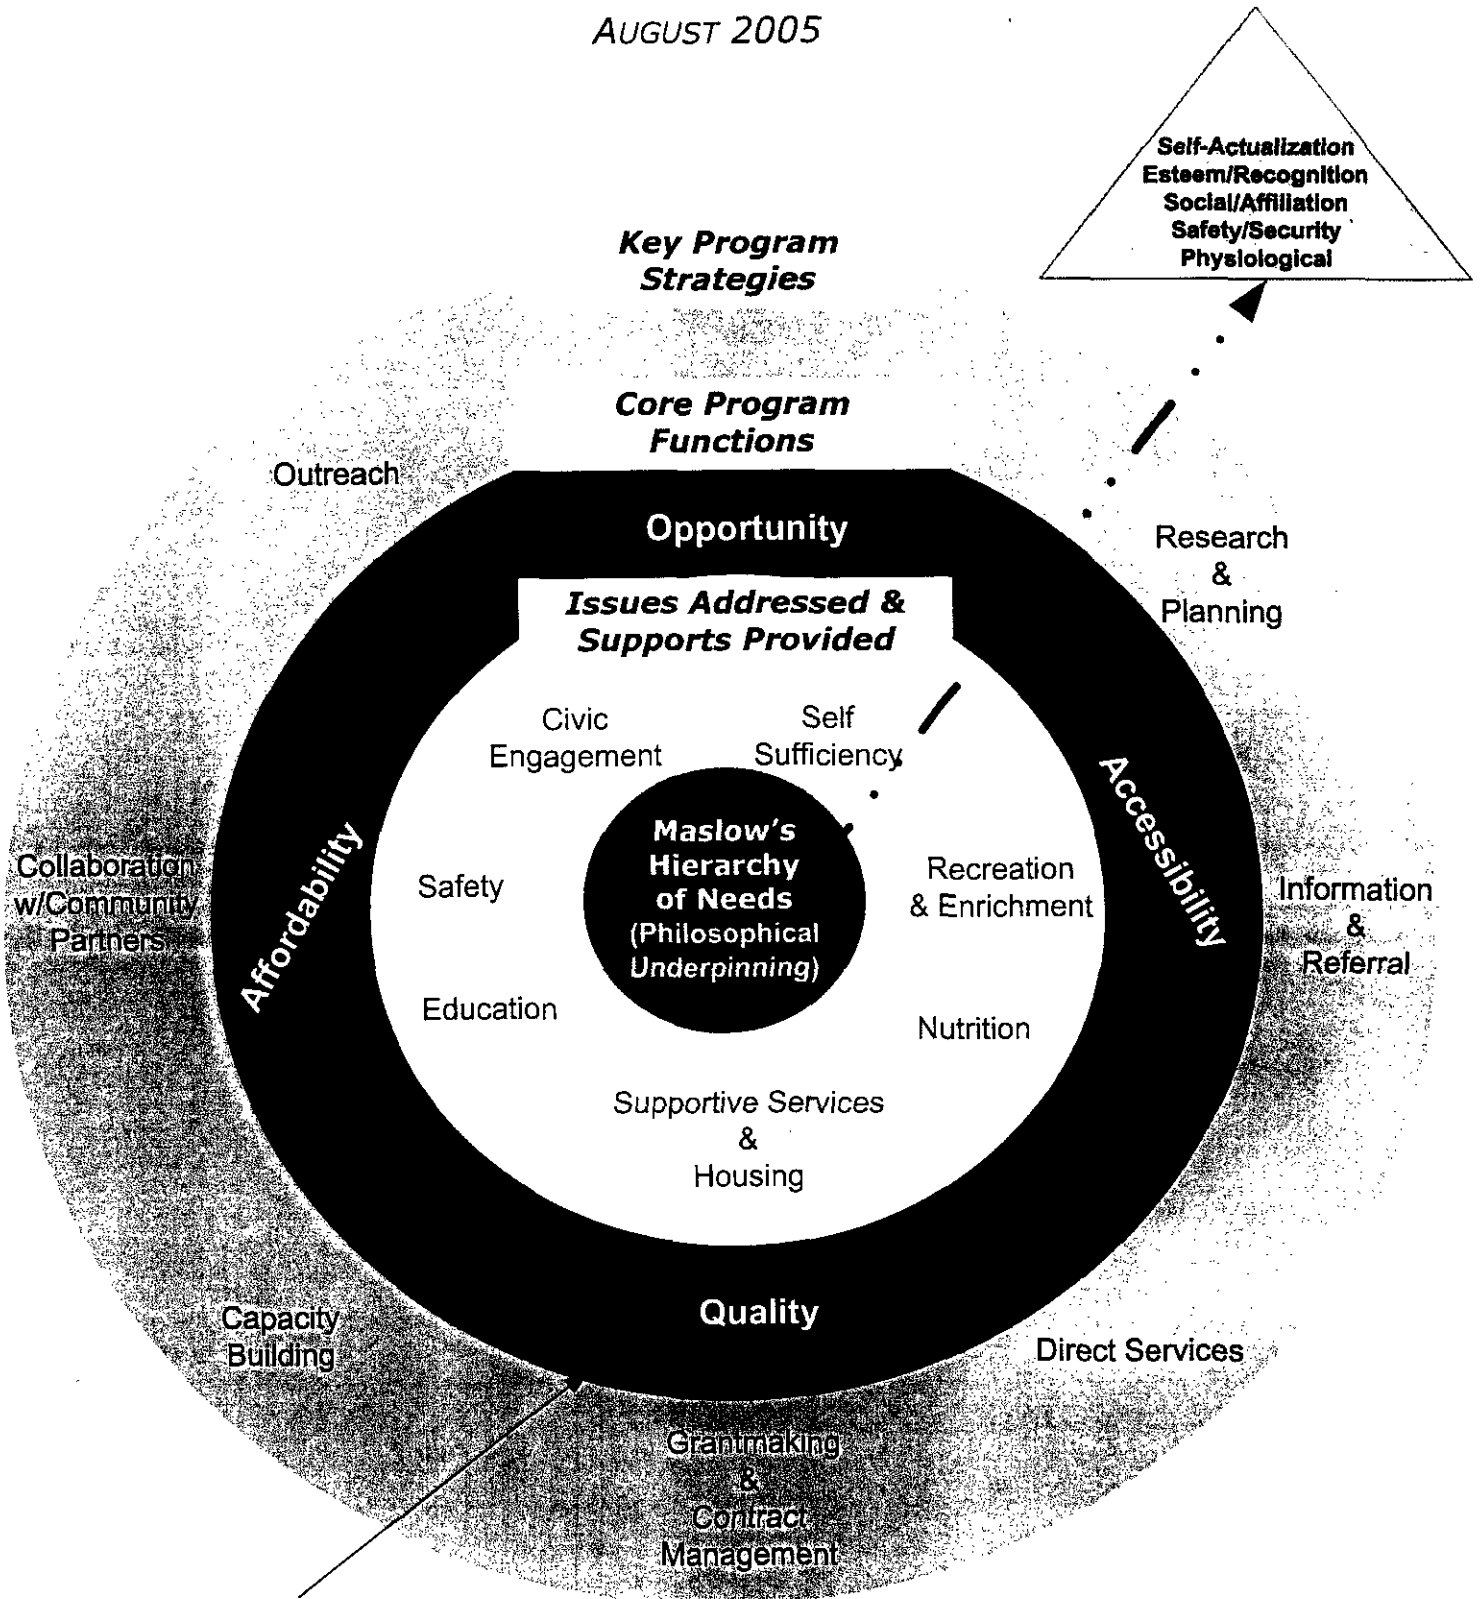 AUGUST 2005
Self-Actualization
Esteem/Recognition
Social/Affiliation
Safety/Security
Physiological
Key Program
Strategies
Core Program
Functions
Outreach
Opportunity
Research
&
Planning
Issues Addressed &
Supports Provided
Civic
Engagement
Self
Sufficiency
Accessibility
Maslow's
Hierarchy
of Needs
(Philosophical
Underpinning)
Affordability
Collaboration
w/Community
Partners
Safety
Recreation
& Enrichment
Information
&
Referral
Education
Nutrition
Supportive Services
&
Housing
Quality
Capacity
Building
Direct Services
Grantmaking
&
Contract
Management